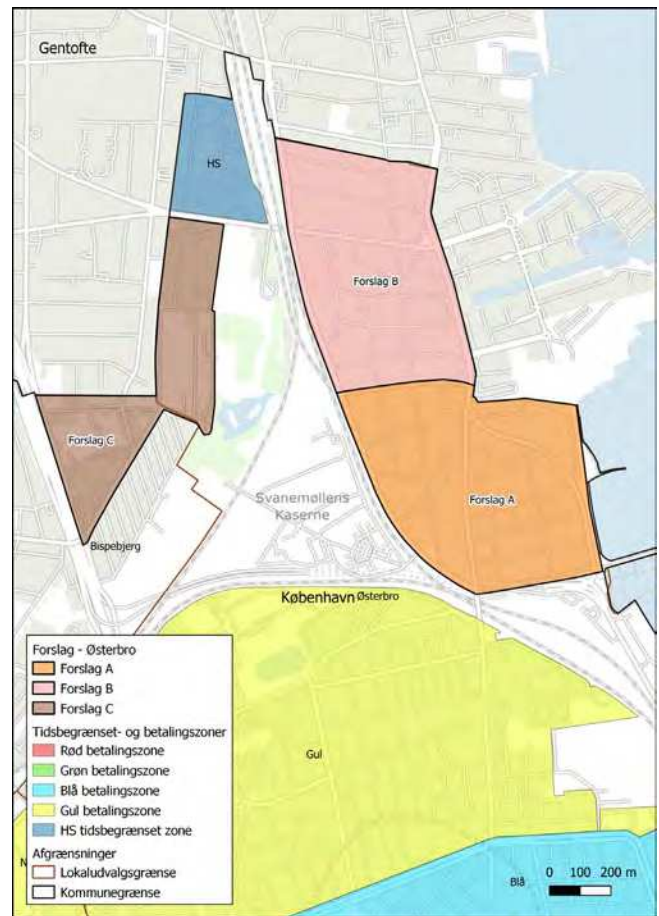 Gentofte
HS
Forslag B
Forslag C
Forslag A
Svanemøllens
Kaserne
Bispebjerg
København Østerbro
Forslag - Østerbro
Forslag A
Forslag B
Forslag C
Tidsbegrænset- og betalingszoner
Rød betalingszone
Grøn betalingszone
Blå betalingszone
Gul betalingszone
HS tidsbegrænset zone
Afgrænsninger
Lokaludvalgsgrænse
Kommunegrænse
Gul
N
Blå
0 100 200 m